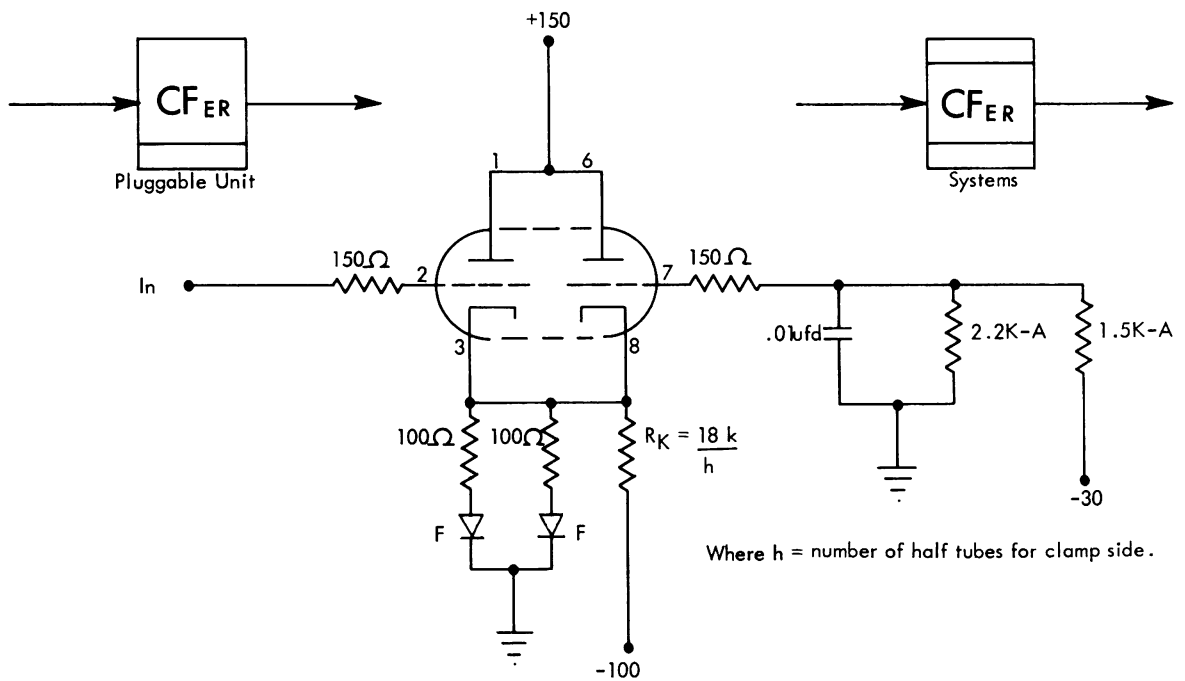 +150
CFER
CFER
Pluggable Unit
Systems
1
6
150Ω
150Ω
In
2
7
.01ufd
2.2K-A
1.5K-A
3
8
100Ω
100Ω
RK = 18 k
h
F
F
-30
Where h = number of half tubes for clamp side.
-100